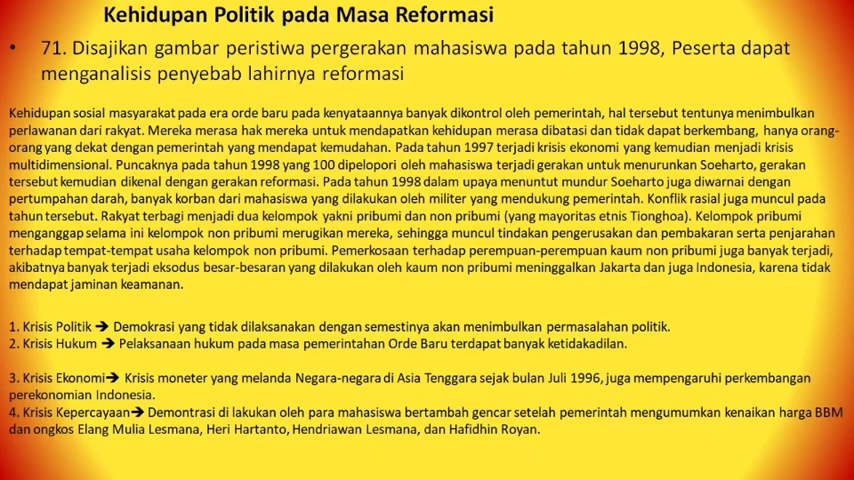 Kehidupan Politik pada Masa Reformasi
• 71. Disajikan gambar peristiwa pergerakan mahasiswa pada tahun 1998, Peserta dapat
menganalisis penyebab lahirnya reformasi
Kehidupan sosial masyarakat pada era orde baru pada kenyataannya banyak dikontrol oleh pemerintah, hal tersebut tentunya menimbulkan
perlawanan dari rakyat. Mereka merasa hak mereka untuk mendapatkan kehidupan merasa dibatasi dan tidak dapat berkembang, hanya orang-
orang yang dekat dengan pemerintah yang mendapat kemudahan. Pada tahun 1997 terjadi krisis ekonomi yang kemudian menjadi krisis
multidimensional. Puncaknya pada tahun 1998 yang 100 dipelopori oleh mahasiswa terjadi gerakan untuk menurunkan Soeharto, gerakan
tersebut kemudian dikenal dengan gerakan reformasi. Pada tahun 1998 dalam upaya menuntut mundur Soeharto juga diwarnai dengan
pertumpahan darah, banyak korban dari mahasiswa yang dilakukan oleh militer yang mendukung pemerintah. Konflik rasial juga muncul pada
tahun tersebut. Rakyat terbagi menjadi dua kelompok yakni pribumi dan non pribumi (yang mayoritas etnis Tionghoa). Kelompok pribumi
menganggap selama ini kelompok non pribumi merugikan mereka, sehingga muncul tindakan pengerusakan dan pembakaran serta penjarahan
terhadap tempat-tempat usaha kelompok non pribumi. Pemerkosaan terhadap perempuan-perempuan kaum non pribumi juga banyak terjadi,
akibatnya banyak terjadi eksodus besar-besaran yang dilakukan oleh kaum non pribumi meninggalkan Jakarta dan juga Indonesia, karena tidak
mendapat jaminan keamanan.
1. Krisis Politik ➔ Demokrasi yang tidak dilaksanakan dengan semestinya akan menimbulkan permasalahan politik.
2. Krisis Hukum ➔ Pelaksanaan hukum pada masa pemerintahan Orde Baru terdapat banyak ketidakadilan.
3. Krisis Ekonomi➔ Krisis moneter yang melanda Negara-negara di Asia Tenggara sejak bulan Juli 1996, juga mempengaruhi perkembangan
perekonomian Indonesia.
4. Krisis Kepercayaan➔ Demontrasi di lakukan oleh para mahasiswa bertambah gencar setelah pemerintah mengumumkan kenaikan harga BBM
dan ongkos Elang Mulia Lesmana, Heri Hartanto, Hendriawan Lesmana, dan Hafidhin Royan.